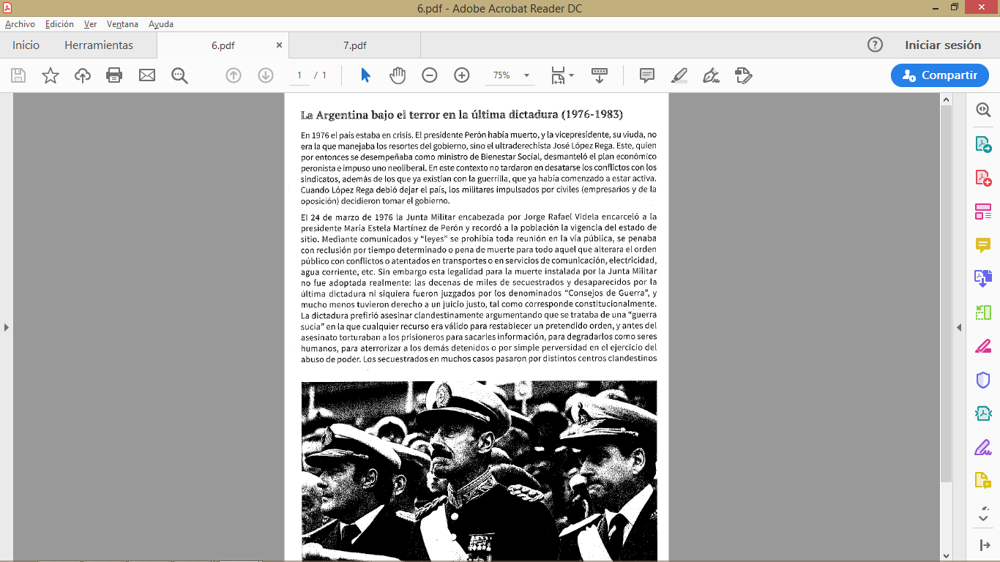 6.pdf - Adobe Acrobat Reader DC
Archivo Edición Ver Ventana Ayuda
Inicio Herramientas 6.pdf × 7.pdf ? Iniciar sesión
1 / 1 75% Compartir
La Argentina bajo el terror en la última dictadura (1976-1983)
En 1976 el país estaba en crisis. El presidente Perón había muerto, y la vicepresidente, su viuda, no
era la que manejaba los resortes del gobierno, sino el ultraderechista José López Rega. Este, quien
por entonces se desempeñaba como ministro de Bienestar Social, desmanteló el plan económico
peronista e impuso uno neoliberal. En este contexto no tardaron en desatarse los conflictos con los
sindicatos, además de los que ya existían con la guerrilla, que ya había comenzado a estar activa.
Cuando López Rega debió dejar el país, los militares impulsados por civiles (empresarios y de la
oposición) decidieron tomar el gobierno.
El 24 de marzo de 1976 la Junta Militar encabezada por Jorge Rafael Videla encarceló a la
presidente María Estela Martínez de Perón y recordó a la población la vigencia del estado de
sitio. Mediante comunicados y “leyes” se prohibía toda reunión en la vía pública, se penaba
con reclusión por tiempo determinado o pena de muerte para todo aquel que alterara el orden
público con conflictos o atentados en transportes o en servicios de comunicación, electricidad,
agua corriente, etc. Sin embargo esta legalidad para la muerte instalada por la Junta Militar
no fue adoptada realmente: las decenas de miles de secuestrados y desaparecidos por la
última dictadura ni siquiera fueron juzgados por los denominados “Consejos de Guerra”, y
mucho menos tuvieron derecho a un juicio justo, tal como corresponde constitucionalmente.
La dictadura prefirió asesinar clandestinamente argumentando que se trataba de una “guerra
sucia” en la que cualquier recurso era válido para restablecer un pretendido orden, y antes del
asesinato torturaban a los prisioneros para sacarles información, para degradarlos como seres
humanos, para aterrorizar a los demás detenidos o por simple perversidad en el ejercicio del
abuso de poder. Los secuestrados en muchos casos pasaron por distintos centros clandestinos